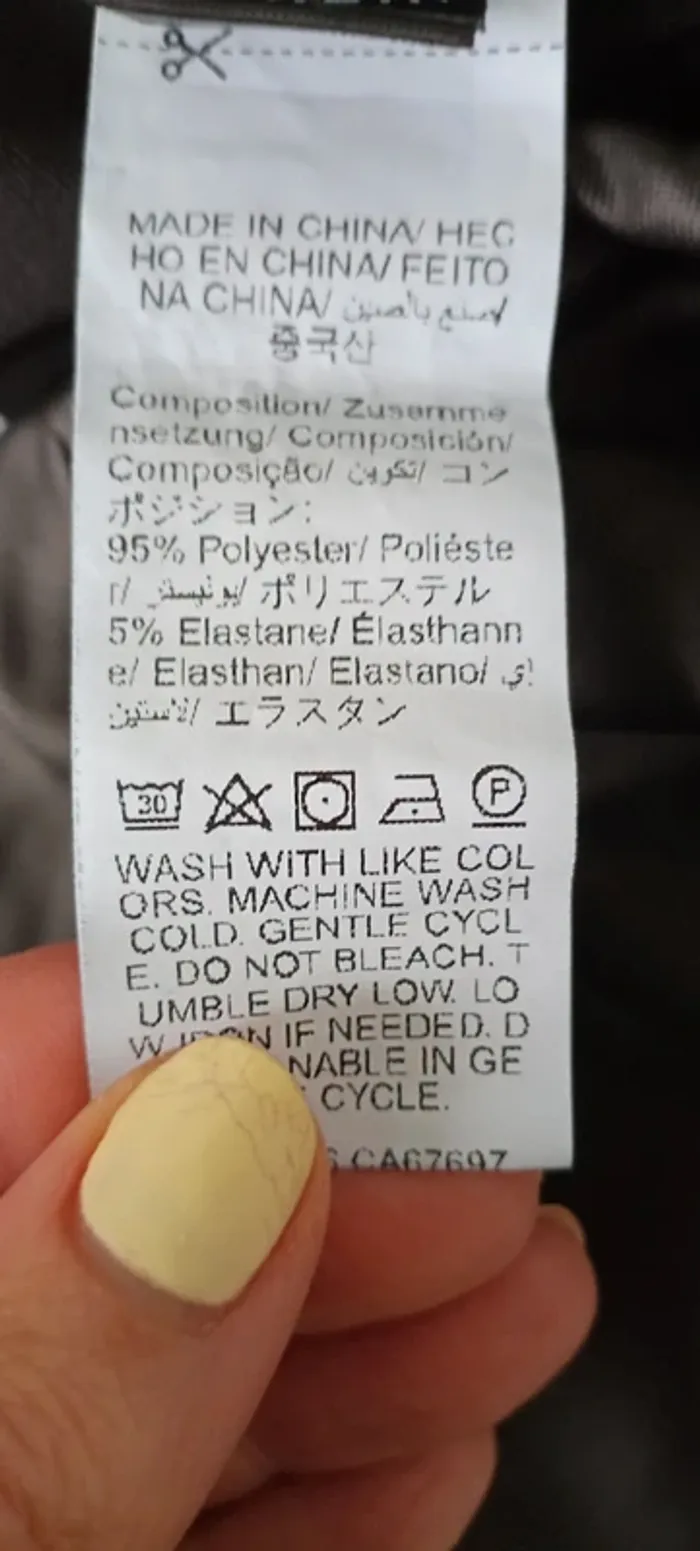 MADE IN CHINA/ HEC
HO EN CHINA/ FEITO
NA CHINA/
중국산
Composition/ Zusamme
nsetzung/ Composición/
Composição/ تكوين/ コン
ポジション:
95% Polyester/ Poliéste
r/ ポリエステル
5% Elastane/ Élasthann
e/ Elasthan/ Elastano/
エラスタン
30 P
WASH WITH LIKE COL
ORS. MACHINE WASH
COLD. GENTLE CYCL
E. DO NOT BLEACH. T
UMBLE DRY LOW. LO
W IRON IF NEEDED. D
NABLE IN GE
CYCLE.
CA67697